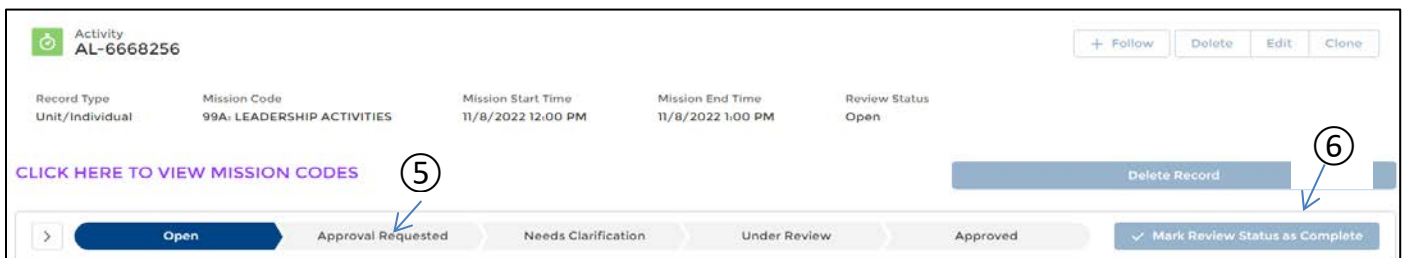 Activity
AL-6668256
+ Follow Delete Edit Clone
Record Type Mission Code Mission Start Time Mission End Time Review Status
Unit/Individual 99A: LEADERSHIP ACTIVITIES 11/8/2022 12:00 PM 11/8/2022 1:00 PM Open
⑥
CLICK HERE TO VIEW MISSION CODES ⑤ Delete Record
> Open Approval Requested Needs Clarification Under Review Approved ✓ Mark Review Status as Complete